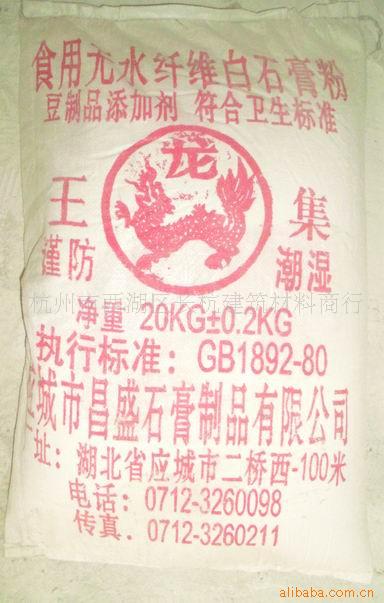 食用无水纤维白石膏粉
豆制品添加剂 符合卫生标准
龙
王 集
谨防 潮湿
杭州市西湖区长杭建筑材料商行
净重 20KG±0.2KG
执行标准：GB1892-80
应城市昌盛石膏制品有限公司
址：湖北省应城市二桥西-100米
电话：0712-3260098
传真．0712-3260211
alibaba.com.cn